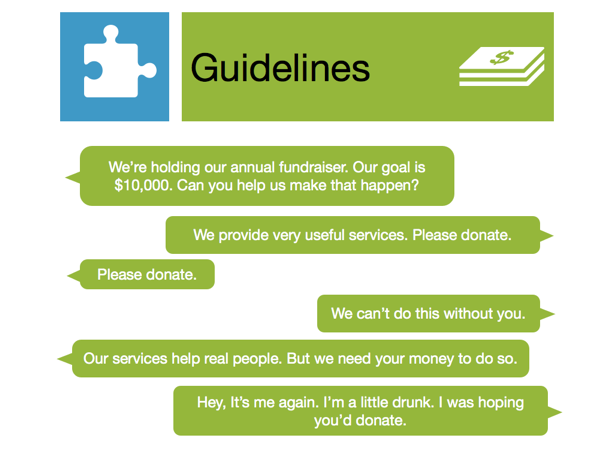 Guidelines
$
We’re holding our annual fundraiser. Our goal is
$10,000. Can you help us make that happen?
We provide very useful services. Please donate.
Please donate.
We can’t do this without you.
Our services help real people. But we need your money to do so.
Hey, It’s me again. I’m a little drunk. I was hoping
you’d donate.